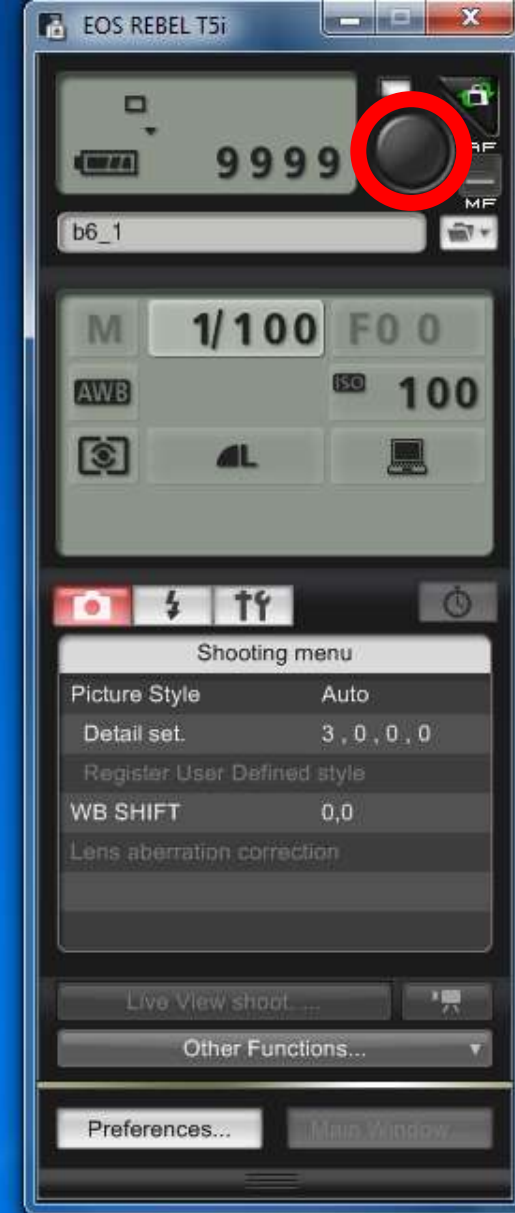 EOS REBEL T5i
9999
AF
MF
b6_1
M 1/100 F0 0
AWB ISO 100
L
Shooting menu
Picture Style Auto
Detail set. 3 , 0 , 0 , 0
Register User Defined style
WB SHIFT 0,0
Lens aberration correction
Live View shoot. ...
Other Functions...
Preferences... Main Window...